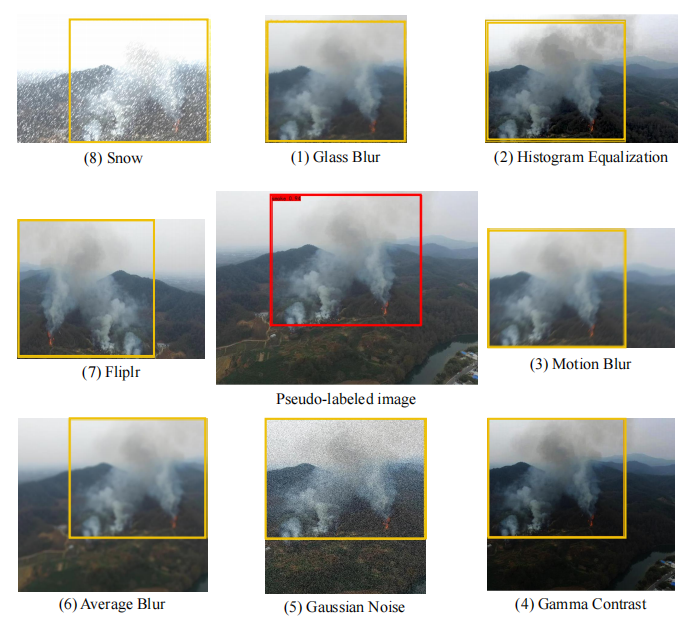 (8) Snow
(1) Glass Blur
(2) Histogram Equalization
(7) Fliplr
Pseudo-labeled image
(3) Motion Blur
(6) Average Blur
(5) Gaussian Noise
(4) Gamma Contrast